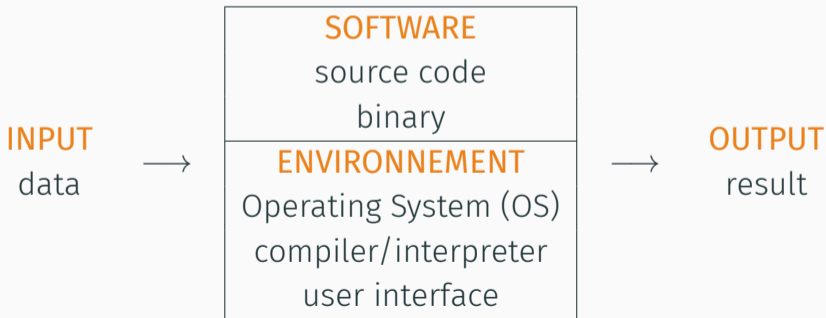 INPUT
data
⟶
SOFTWARE
source code
binary
ENVIRONNEMENT
Operating System (OS)
compiler/interpreter
user interface
⟶
OUTPUT
result